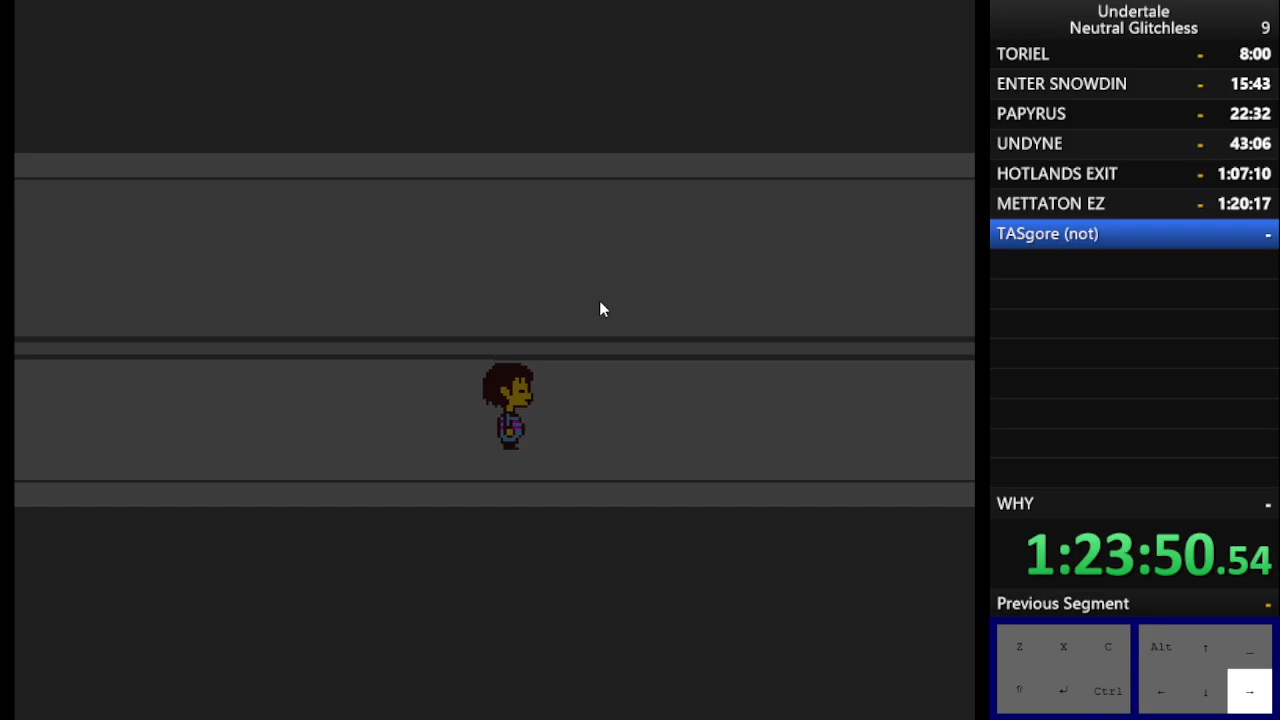 Undertale
Neutral Glitchless 9
TORIEL - 8:00
ENTER SNOWDIN - 15:43
PAPYRUS - 22:32
UNDYNE - 43:06
HOTLANDS EXIT - 1:07:10
METTATON EZ - 1:20:17
TASgore (not) -
WHY -
1:23:50.54
Previous Segment -
Z X C Alt ↑ _
⇧ ↵ Ctrl ← ↓ →